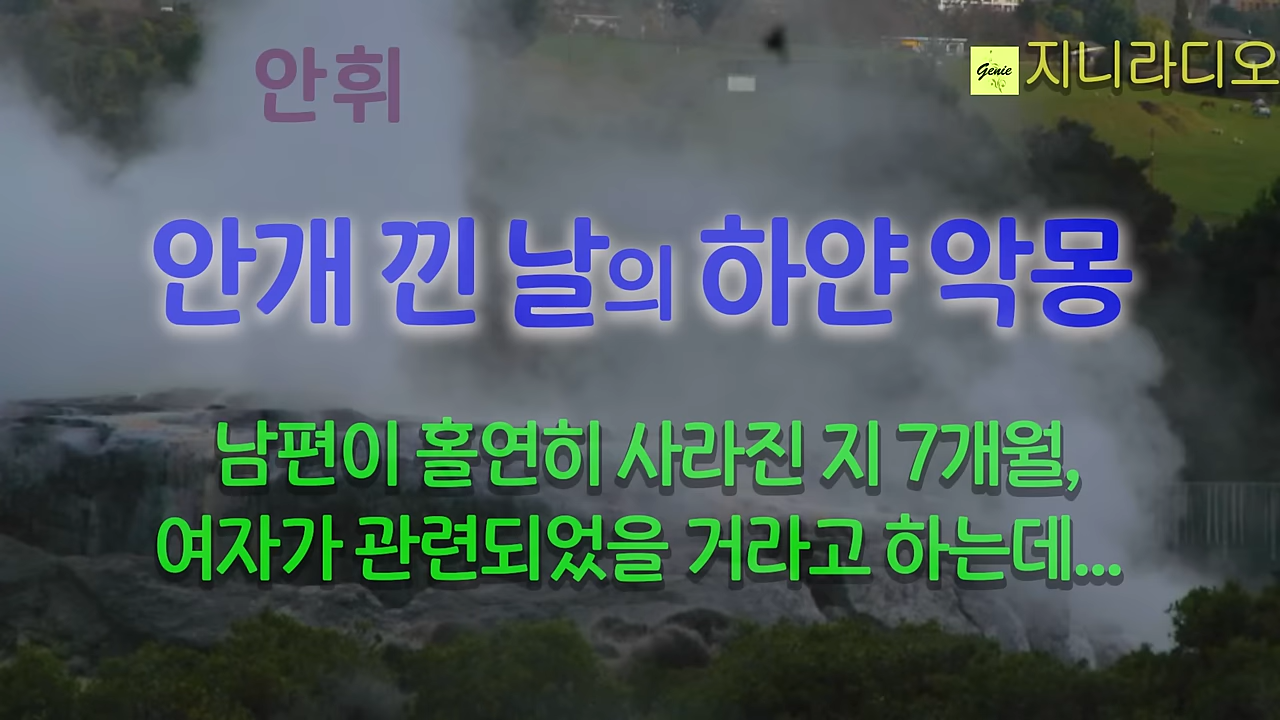 안휘
Genie 지니라디오
안개 낀 날의 하얀 악몽
남편이 홀연히 사라진 지 7개월,
여자가 관련되었을 거라고 하는데...